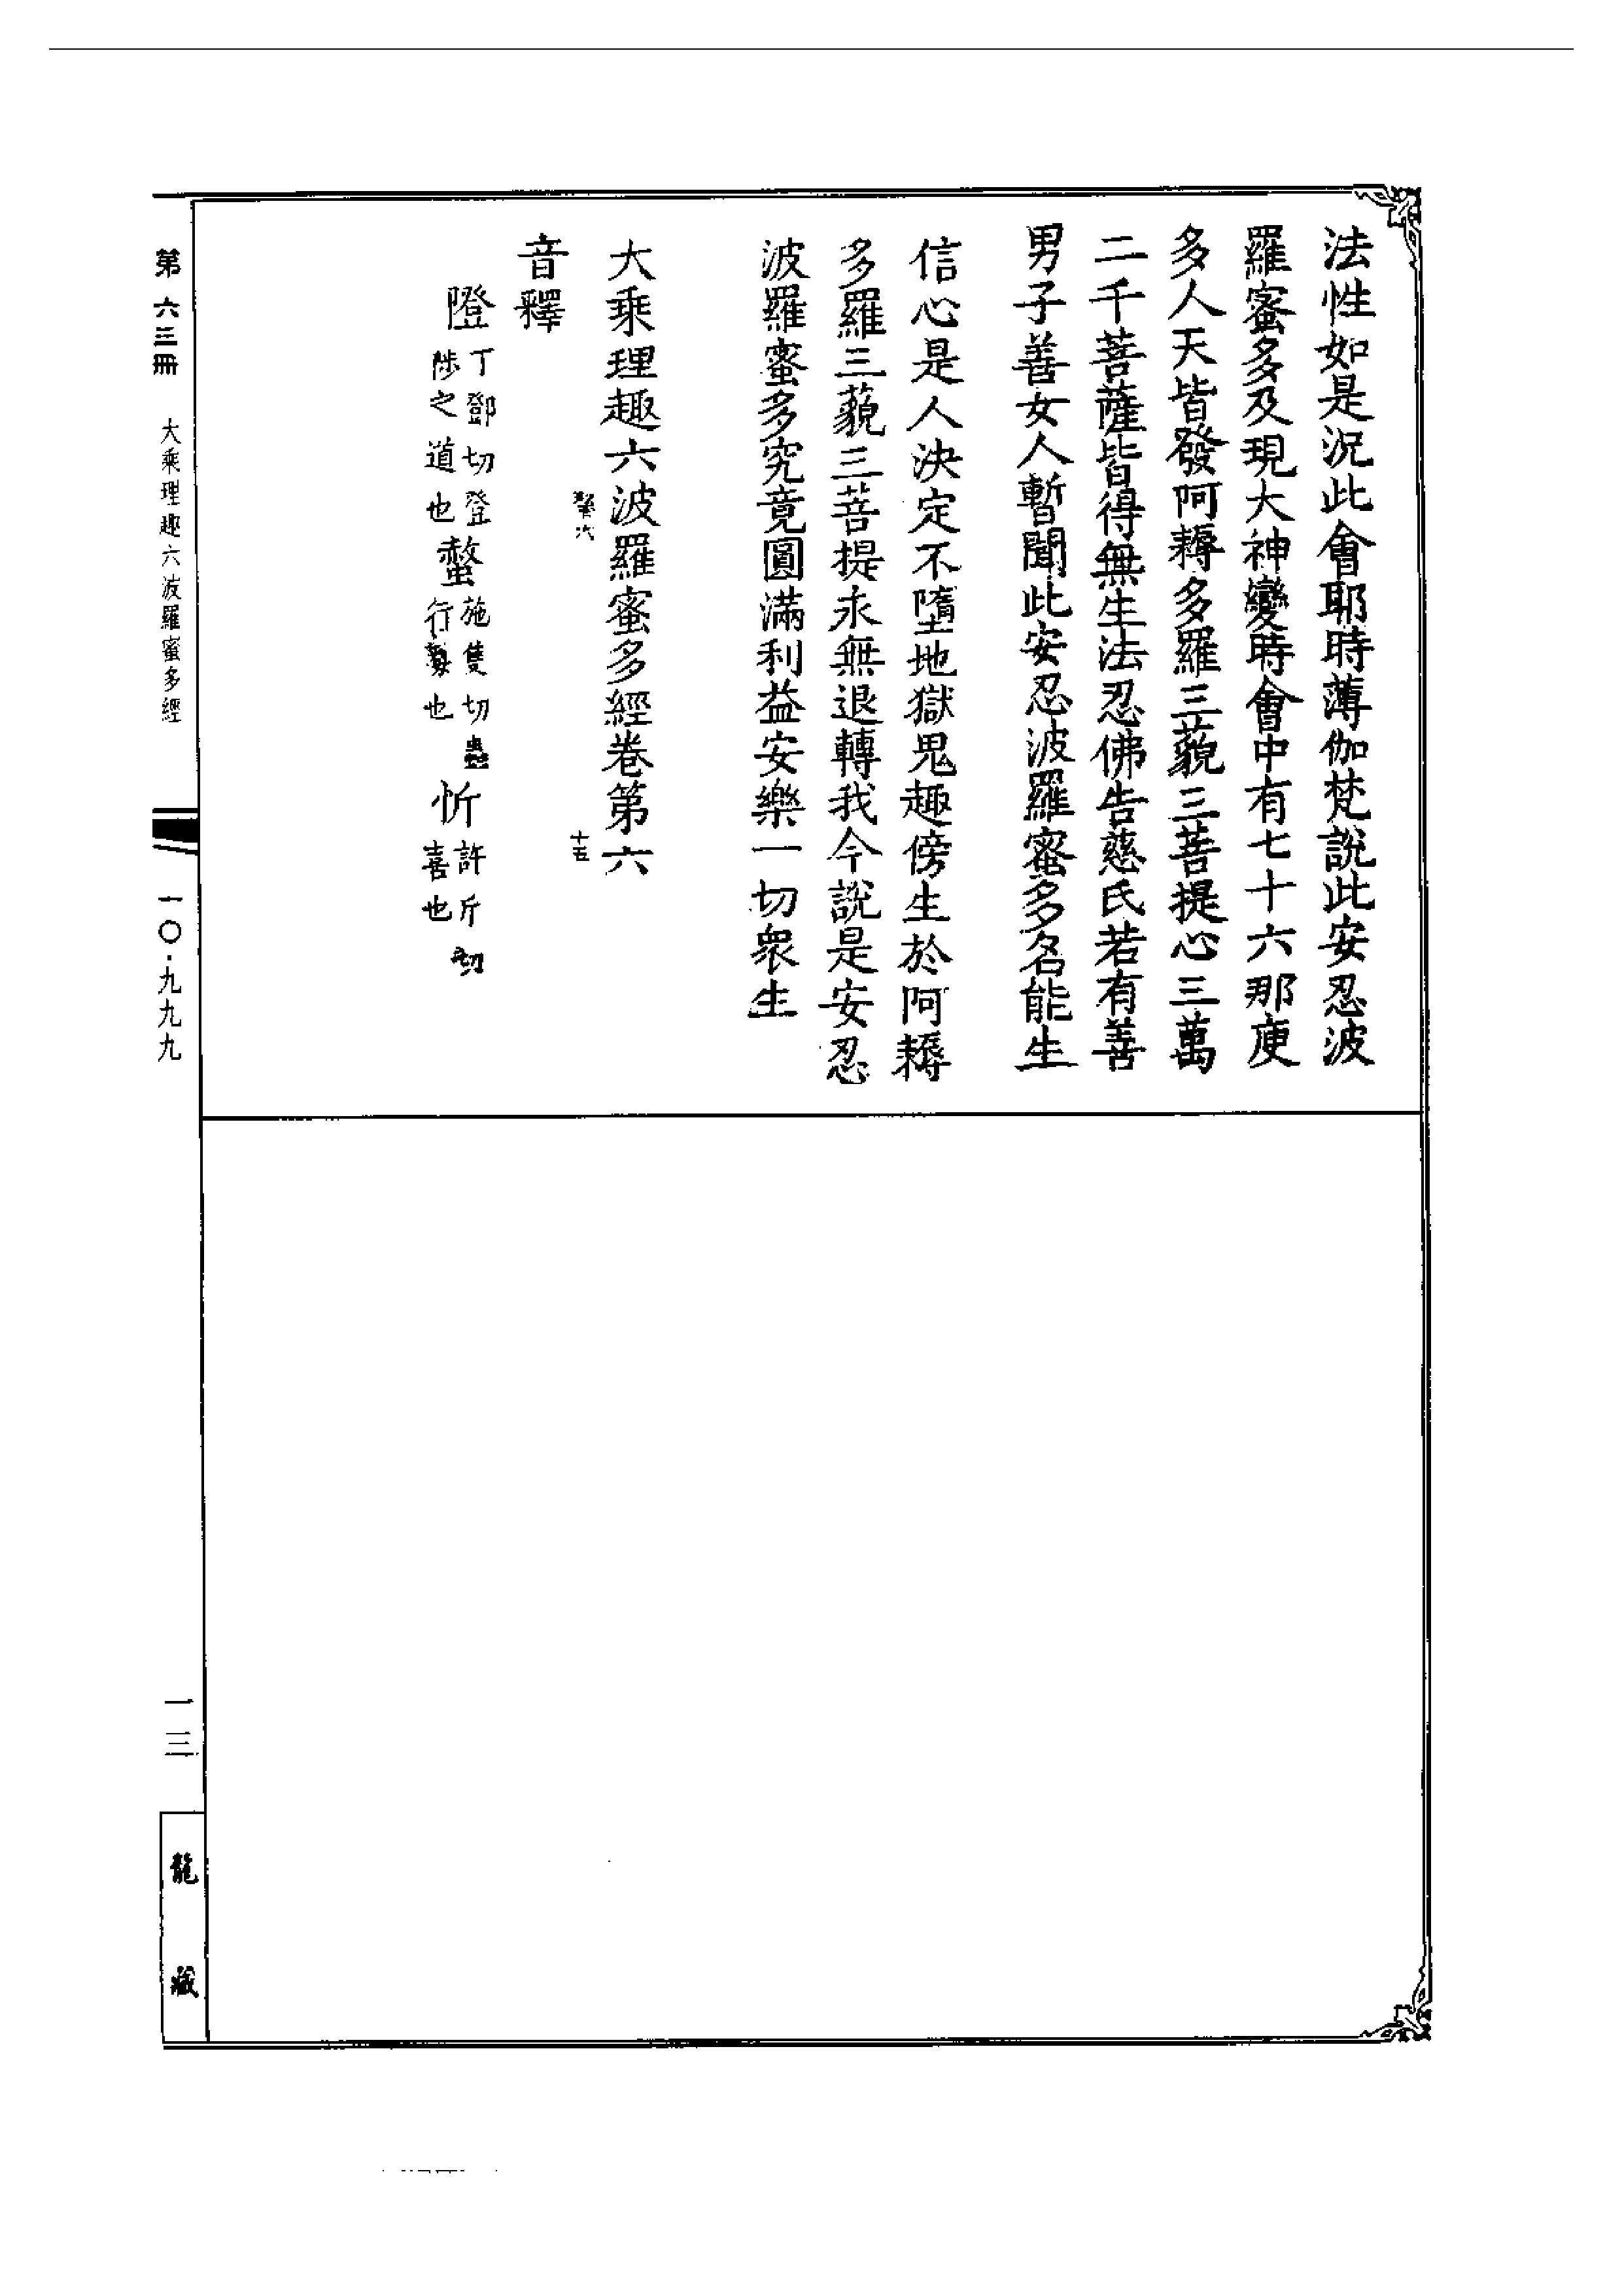 法性如是況此會耶時薄伽梵說此安忍波
羅蜜多及現大神變時會中有七十六那庾
多人天皆發阿耨多羅三藐三菩提心三萬
二千菩薩皆得無生法忍佛告慈氏若有善
男子善女人暫聞此安忍波羅蜜多名能生
信心是人決定不墮地獄鬼趣傍生於阿耨
多羅三藐三菩提永無退轉我今說是安忍
波羅蜜多究竟圓滿利益安樂一切衆生
大乘理趣六波羅蜜多經卷第六
十五
音釋
隥 丁鄧切登陟之道也 螫 施隻切蟲行毒也 忻 許斤切喜也
第六三冊 大乘理趣六波羅蜜多經 一〇·九九九 一三 龍藏